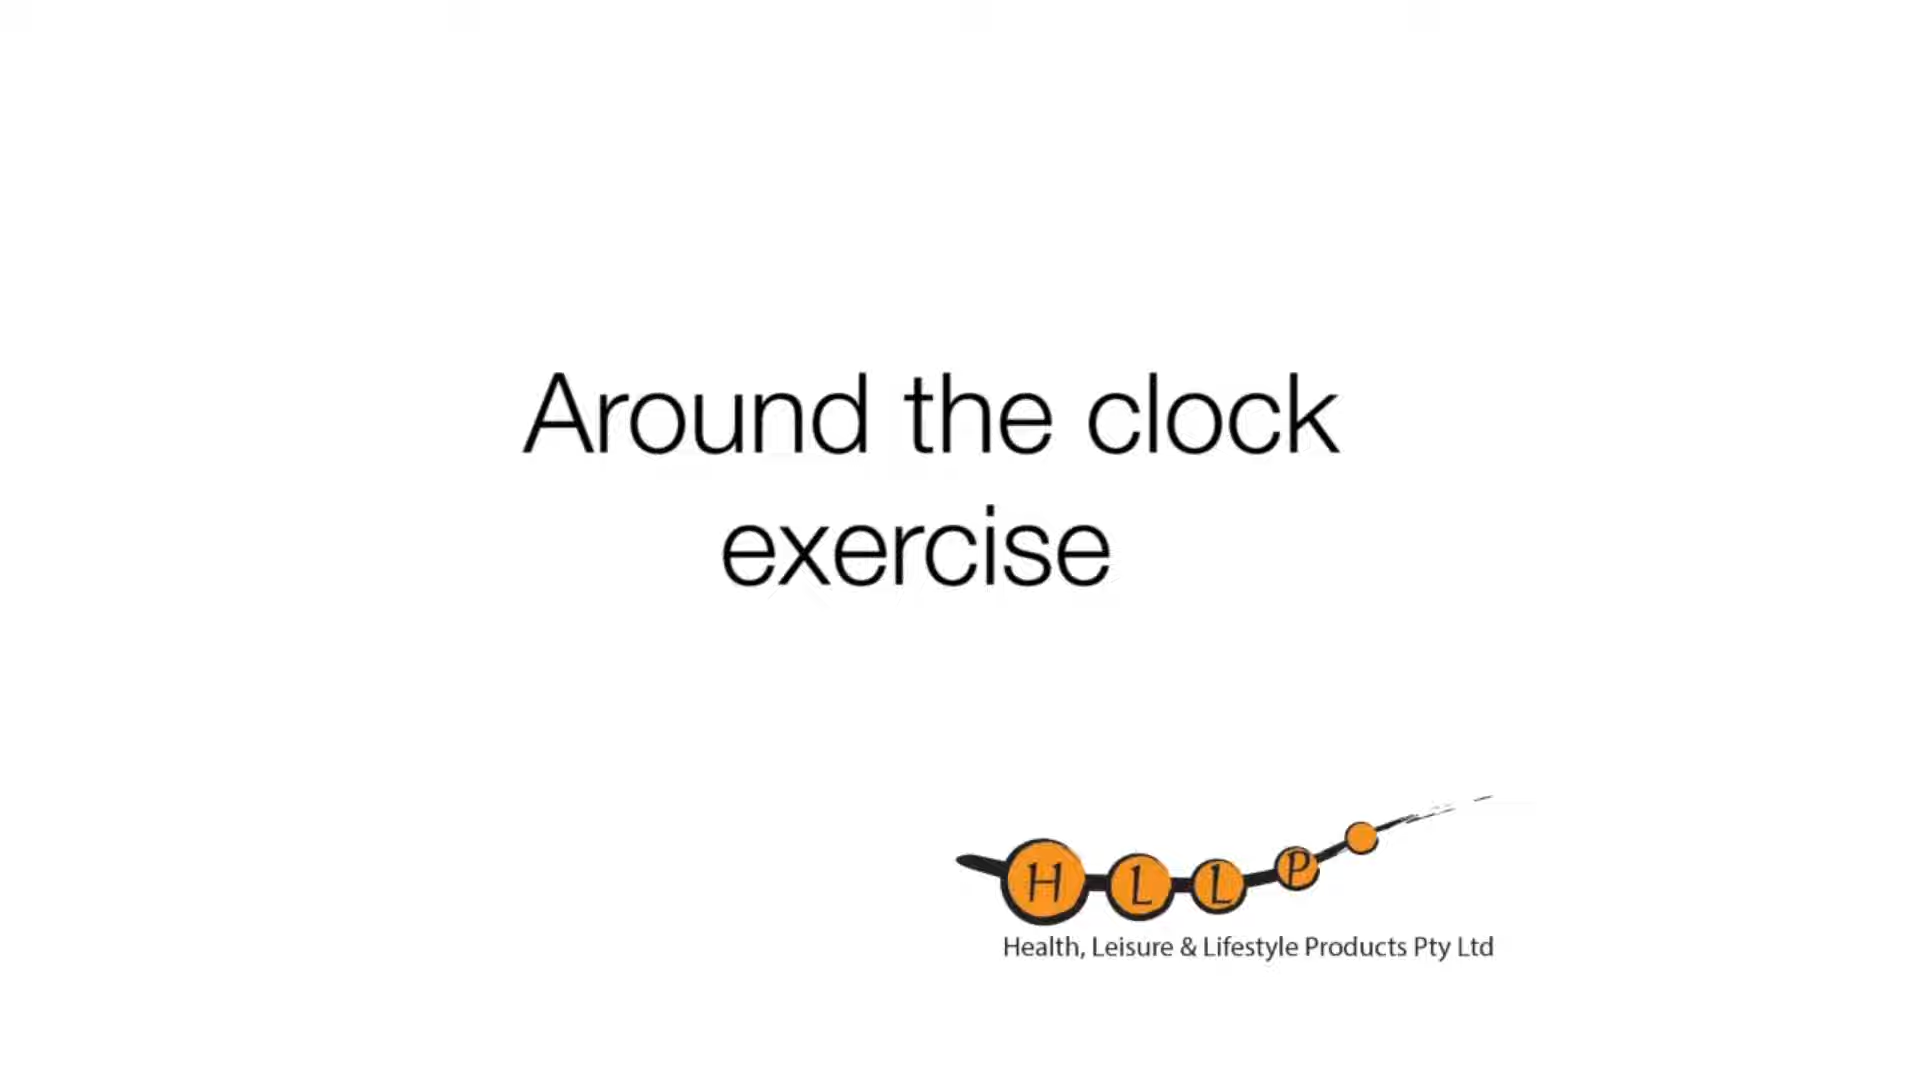 Around the clock
exercise
H L L P
Health, Leisure & Lifestyle Products Pty Ltd